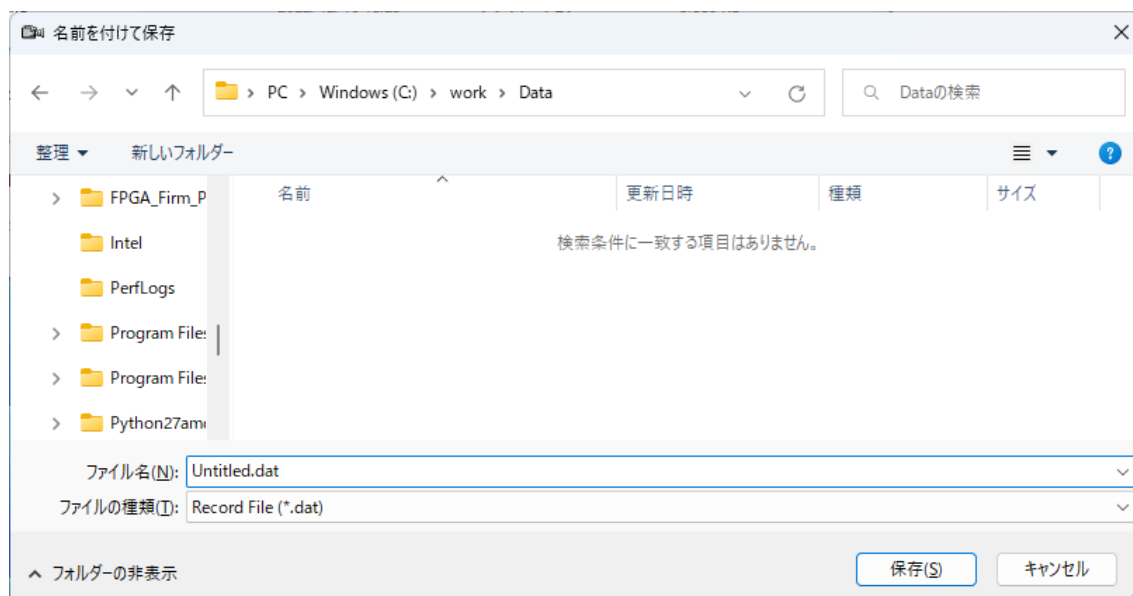 名前を付けて保存
PC > Windows (C:) > work > Data
Dataの検索
整理
新しいフォルダー
名前
更新日時
種類
サイズ
FPGA_Firm_P
Intel
PerfLogs
Program Files
Program Files
Python27am
検索条件に一致する項目はありません。
ファイル名(N): Untitled.dat
ファイルの種類(T): Record File (*.dat)
フォルダーの非表示
保存(S)
キャンセル